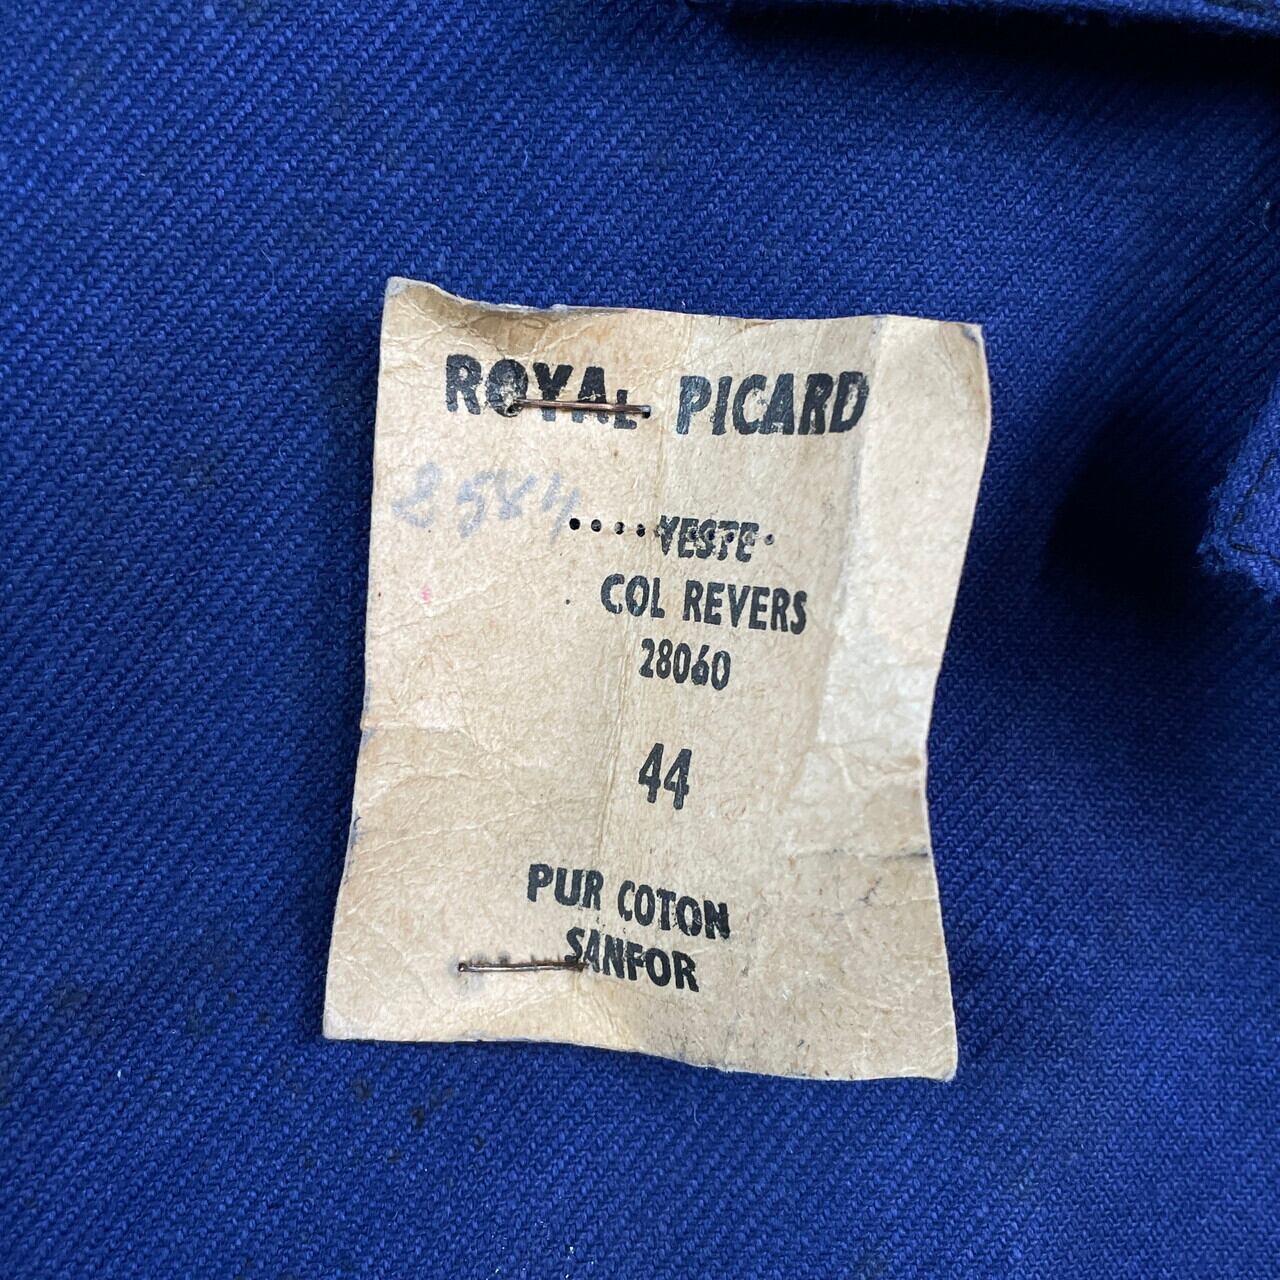 ROYAL PICARD
2584
VESTE
COL REVERS
28060
44
PUR COTON
SANFOR